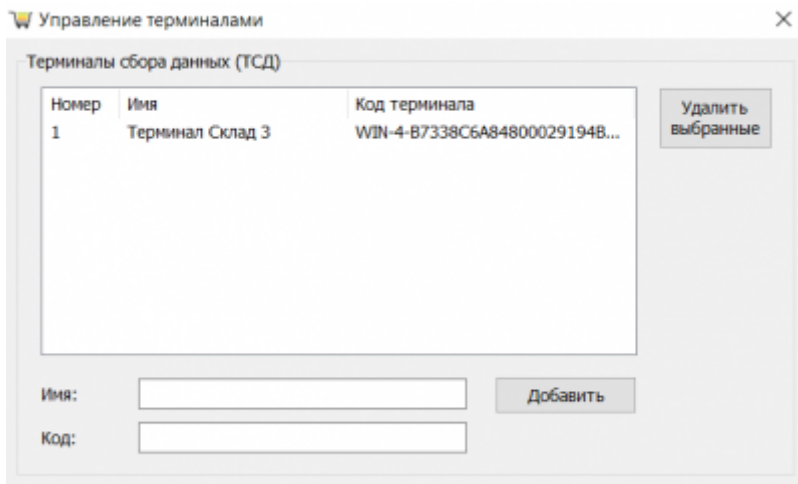 Управление терминалами
Терминалы сбора данных (ТСД)
Номер Имя Код терминала
1 Терминал Склад 3 WIN-4-B7338C6A84800029194B...
Удалить
выбранные
Имя:
Добавить
Код: